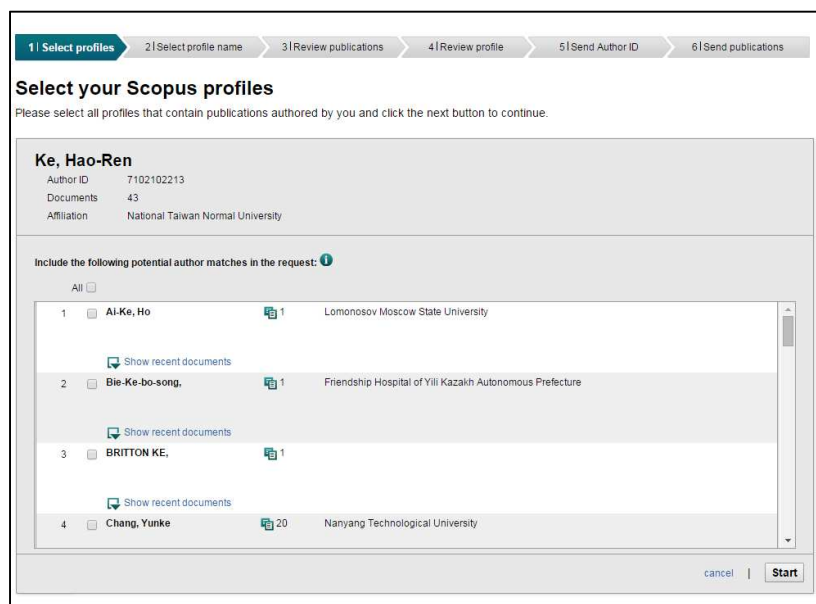 1 | Select profiles 2 | Select profile name 3 | Review publications 4 | Review profile 5 | Send Author ID 6 | Send publications
Select your Scopus profiles
Please select all profiles that contain publications authored by you and click the next button to continue.
Ke, Hao-Ren
Author ID 7102102213
Documents 43
Affiliation National Taiwan Normal University
Include the following potential author matches in the request:
All
1 Ai-Ke, Ho 1 Lomonosov Moscow State University
Show recent documents
2 Bie-Ke-bo-song, 1 Friendship Hospital of Yili Kazakh Autonomous Prefecture
Show recent documents
3 BRITTON KE, 1
Show recent documents
4 Chang, Yunke 20 Nanyang Technological University
cancel | Start